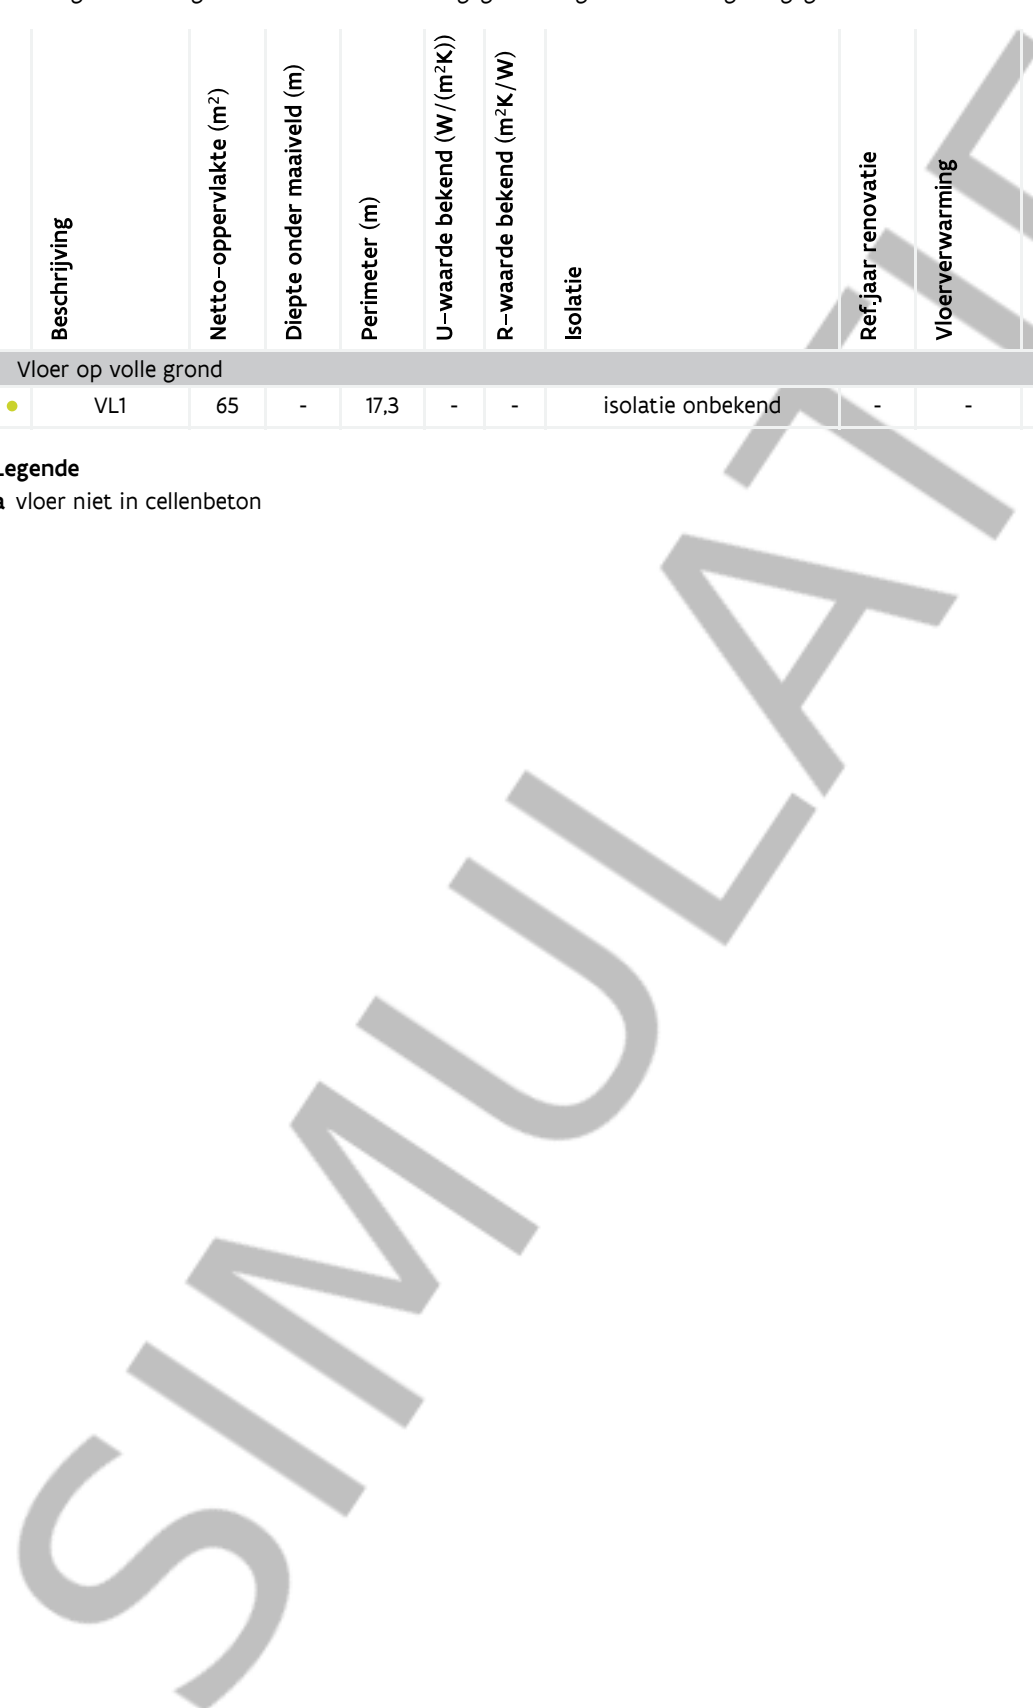 Beschrijving
Netto-oppervlakte (m²)
Diepte onder maaiveld (m)
Perimeter (m)
U-waarde bekend (W/(m²K))
R-waarde bekend (m²K/W)
Isolatie
Ref.jaar renovatie
Vloerverwarming
Vloer op volle grond
VL1 65 - 17,3 - - isolatie onbekend - -
Legende
a vloer niet in cellenbeton
SIMULATIE